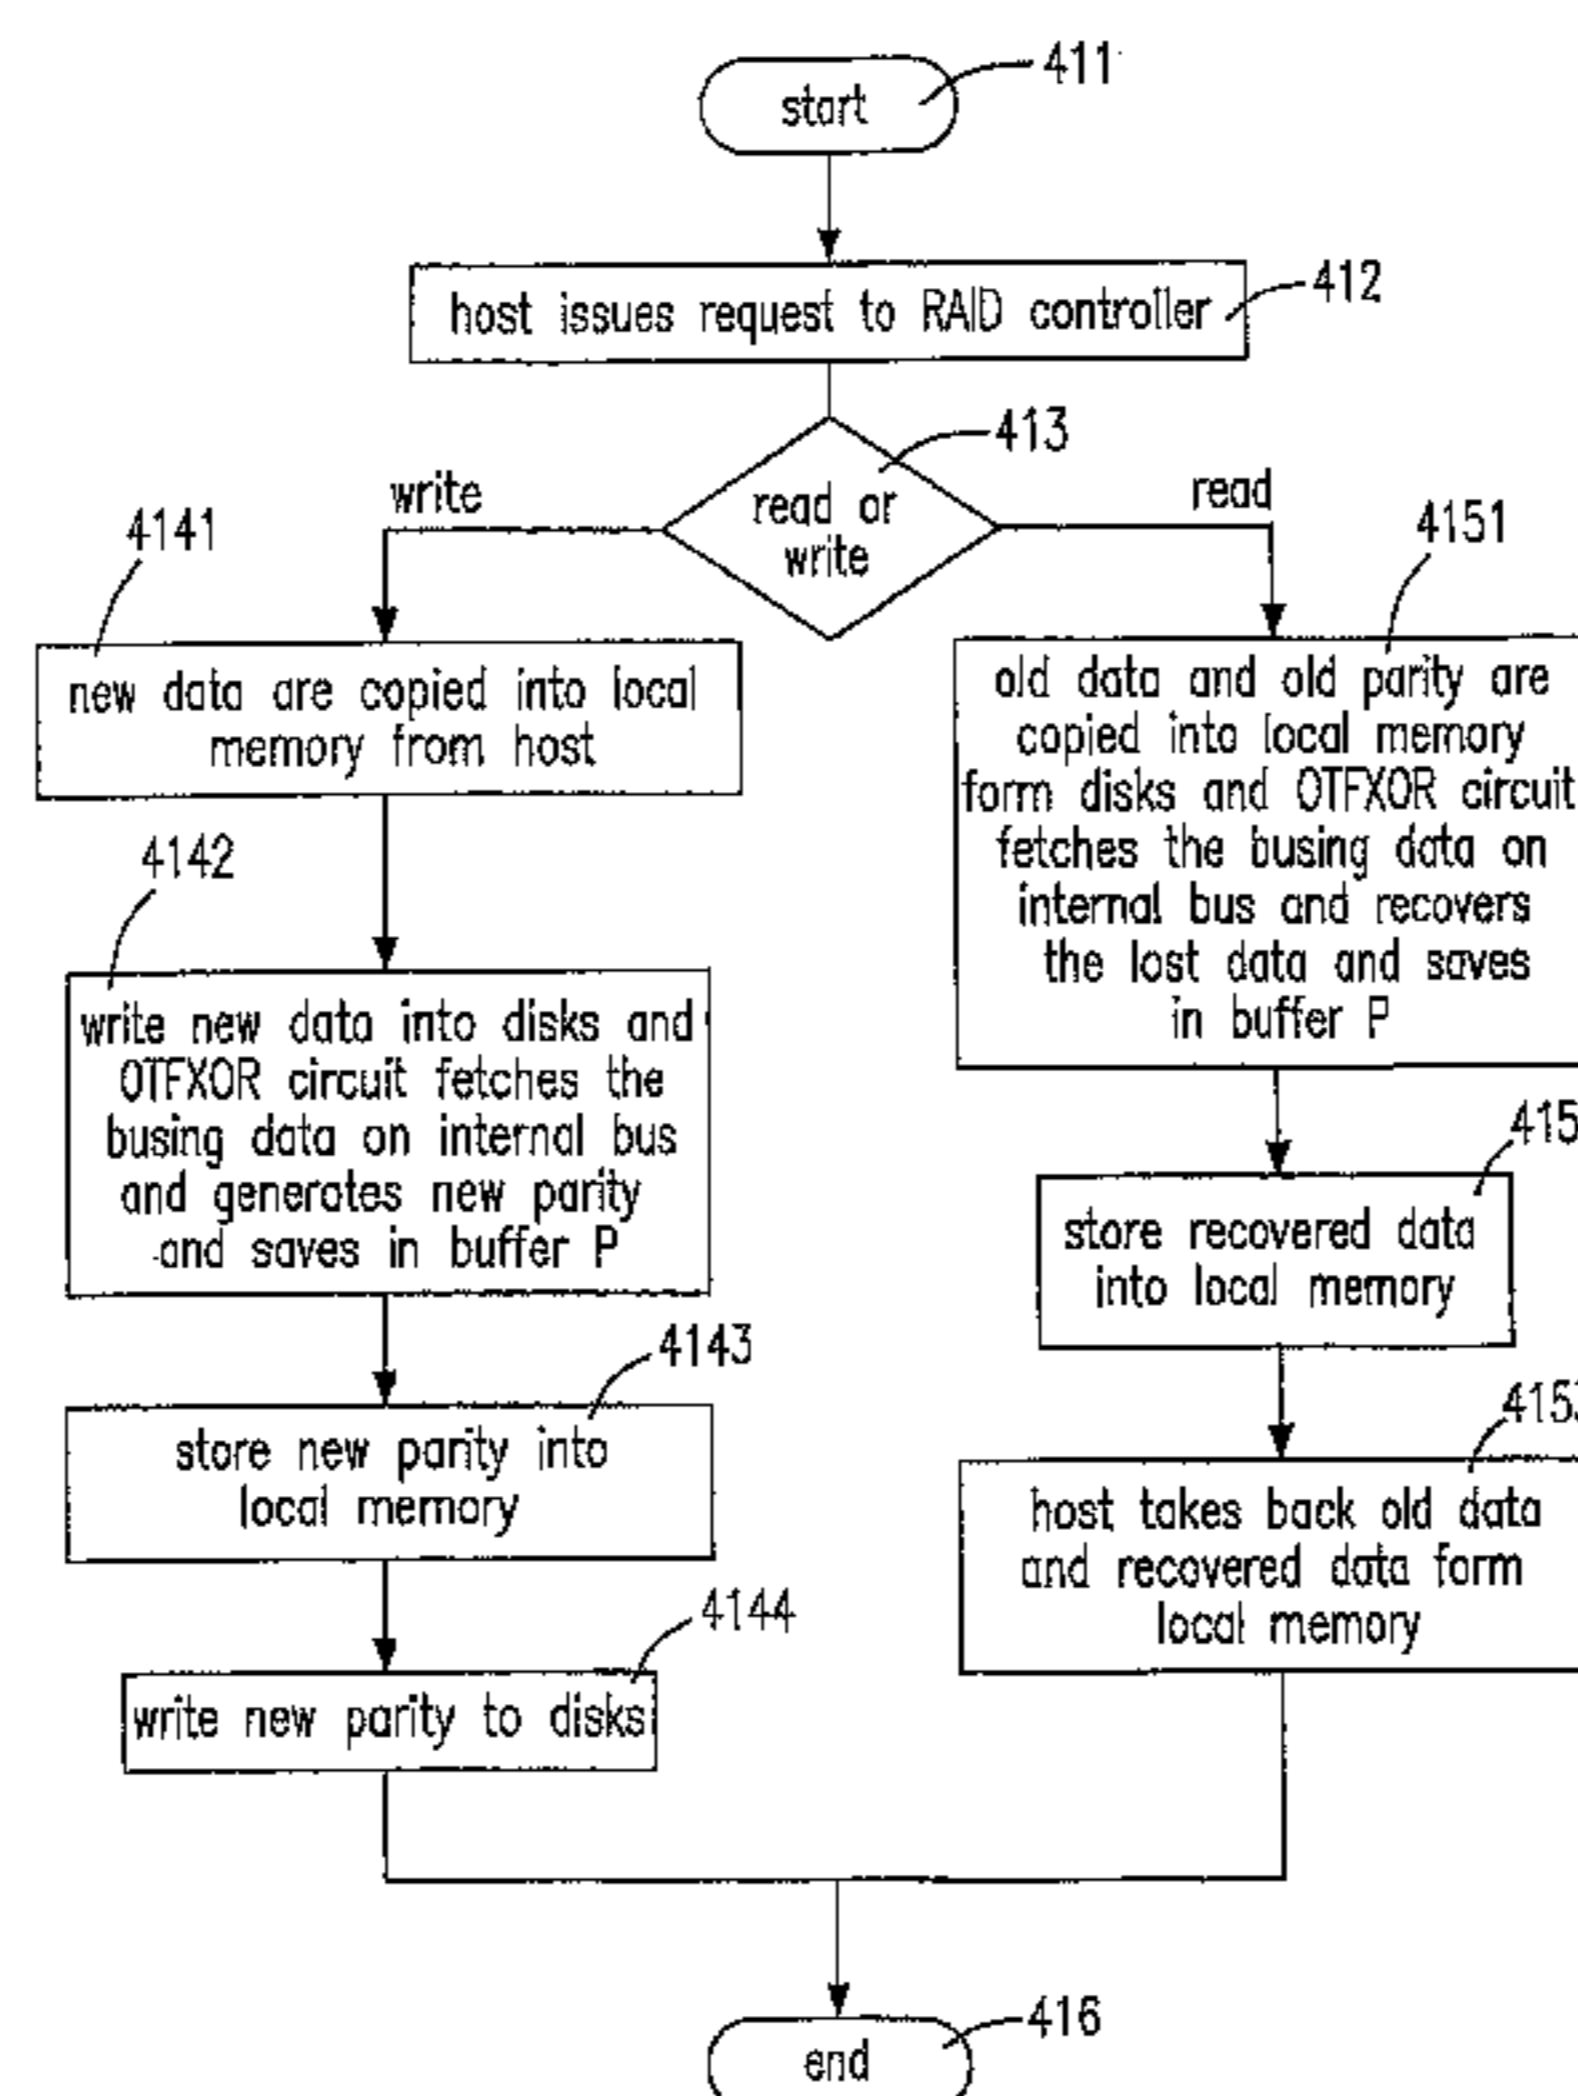 start
411
host issues request to RAID controller
412
413
read or
write
write
read
4141
new data are copied into local
memory from host
4142
write new data into disks and
OTFXOR circuit fetches the
busing data on internal bus
and generates new parity
and saves in buffer P
4143
store new parity into
local memory
4144
write new parity to disks
4151
old data and old parity are
copied into local memory
form disks and OTFXOR circuit
fetches the busing data on
internal bus and recovers
the lost data and saves
in buffer P
415
store recovered data
into local memory
415
host takes back old data
and recovered data form
local memory
end
416